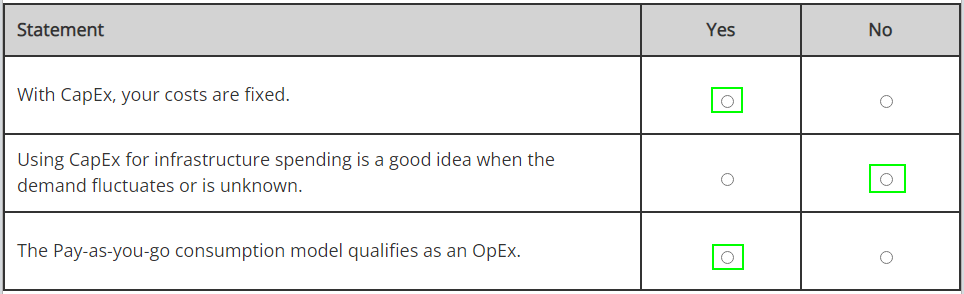 Statement Yes No
With CapEx, your costs are fixed.
Using CapEx for infrastructure spending is a good idea when the
demand fluctuates or is unknown.
The Pay-as-you-go consumption model qualifies as an OpEx.